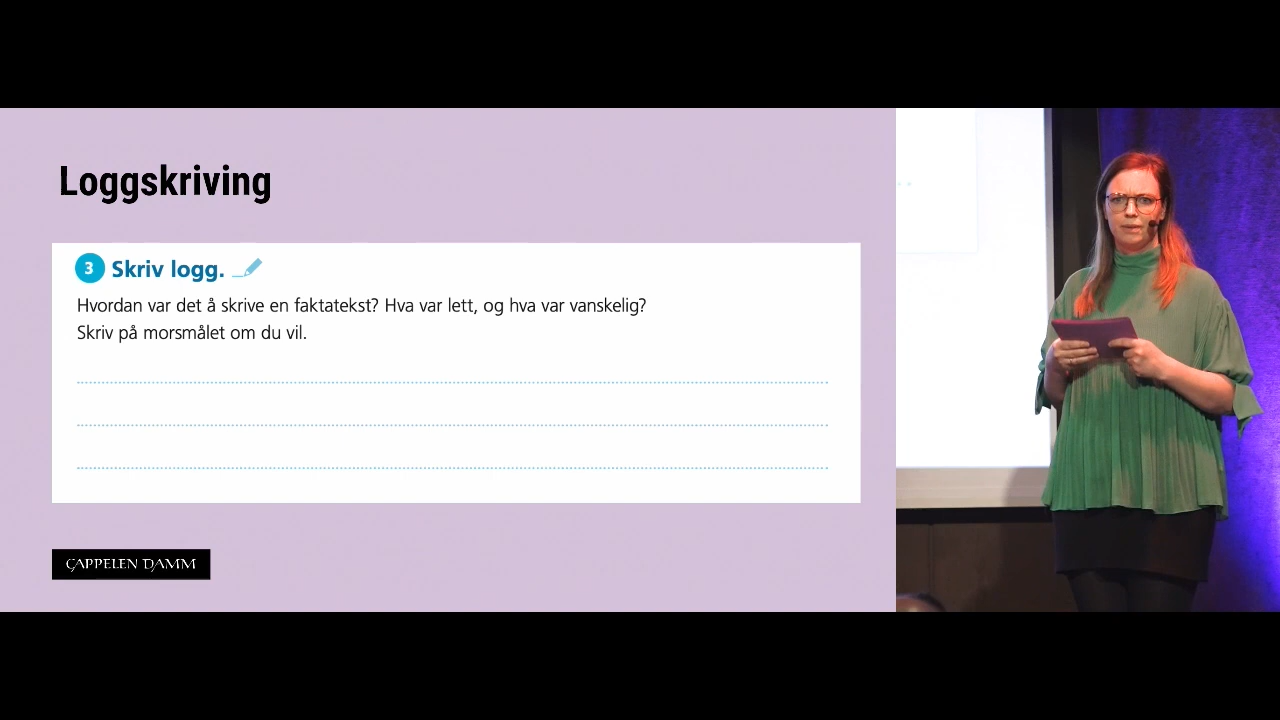 Loggskriving
3 Skriv logg.
Hvordan var det å skrive en faktatekst? Hva var lett, og hva var vanskelig?
Skriv på morsmålet om du vil.
CAPPELEN DAMM